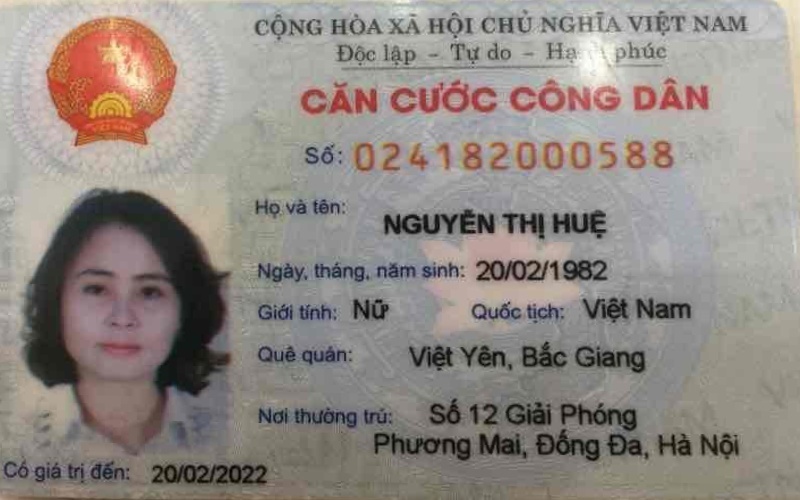 CỘNG HÒA XÃ HỘI CHỦ NGHĨA VIỆT NAM
Độc lập - Tự do - Hạnh phúc
CĂN CƯỚC CÔNG DÂN
Số: 024182000588
Họ và tên:
NGUYỄN THỊ HUỆ
Ngày, tháng, năm sinh: 20/02/1982
Giới tính: Nữ Quốc tịch: Việt Nam
Quê quán: Việt Yên, Bắc Giang
Nơi thường trú: Số 12 Giải Phóng
Phương Mai, Đống Đa, Hà Nội
Có giá trị đến: 20/02/2022